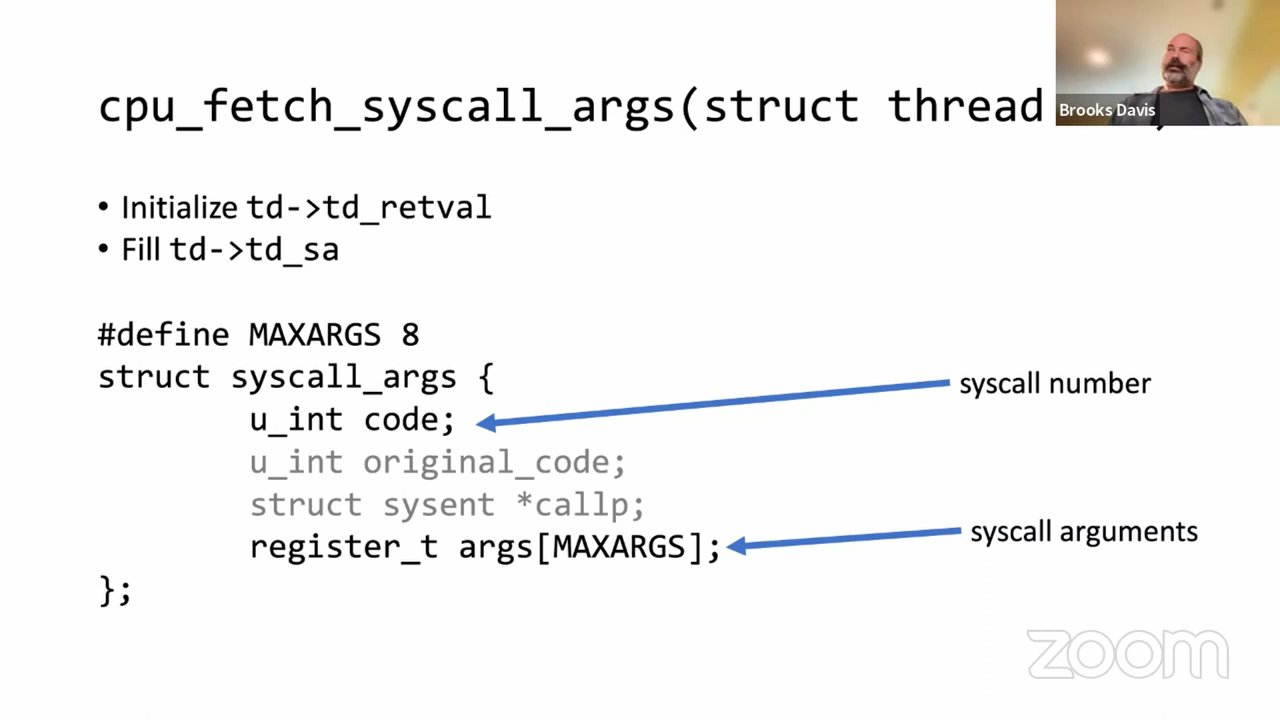 cpu_fetch_syscall_args(struct thread
Brooks Davis
• Initialize td->td_retval
• Fill td->td_sa
#define MAXARGS 8
struct syscall_args {
u_int code;
syscall number
u_int original_code;
struct sysent *callp;
register_t args[MAXARGS];
syscall arguments
};
zoom